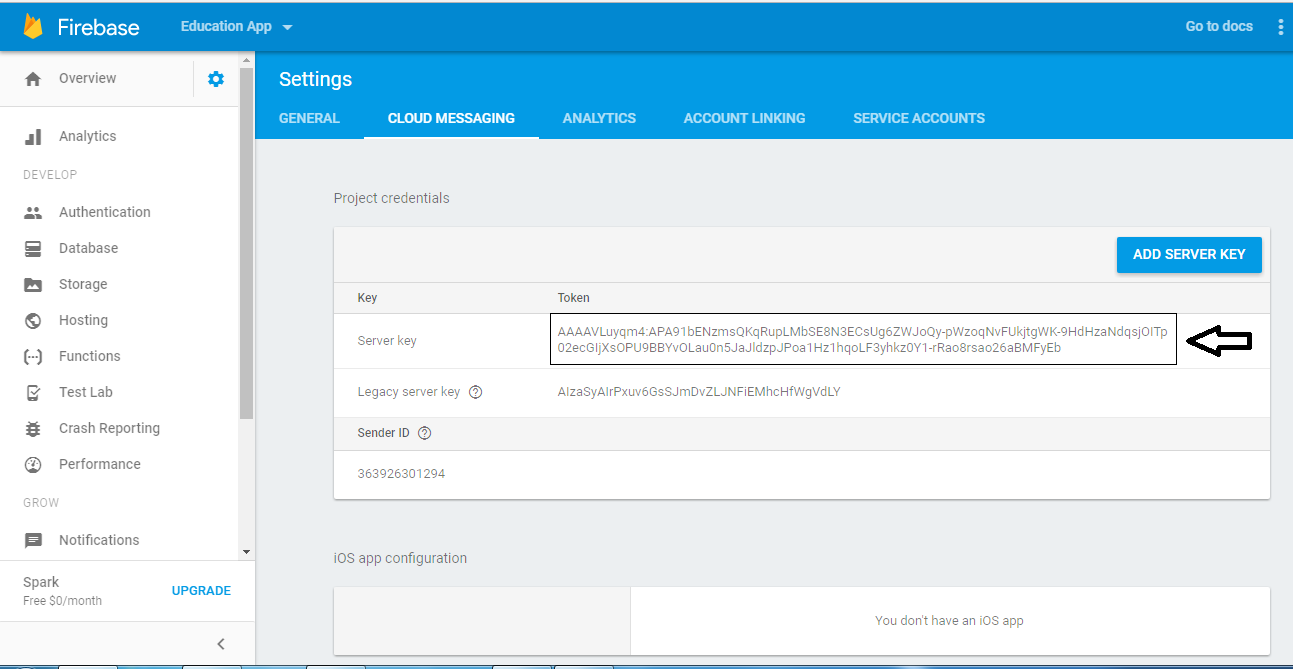 Firebase
Education App
Go to docs
Overview
Analytics
DEVELOP
Authentication
Database
Storage
Hosting
Functions
Test Lab
Crash Reporting
Performance
GROW
Notifications
Spark
Free $0/month
UPGRADE
Settings
GENERAL
CLOUD MESSAGING
ANALYTICS
ACCOUNT LINKING
SERVICE ACCOUNTS
Project credentials
ADD SERVER KEY
Key
Token
Server key
AAAAVLuyqm4:APA91bENzmsQKqRupLMbSE8N3ECsUg6ZWJoQy-pWzoqNvFUkjtgWK-9HdHzaNdqsjOITp
02ecGljXsOPU9BBYvOLau0n5JaJldzpJPoa1Hz1hqoLF3yhkz0Y1-rRao8rsao26aBMFyEb
Legacy server key
AIzaSyAIrPxuv6GsSJmDvZLJNFiEMhcHfWgVdLY
Sender ID
363926301294
iOS app configuration
You don't have an iOS app